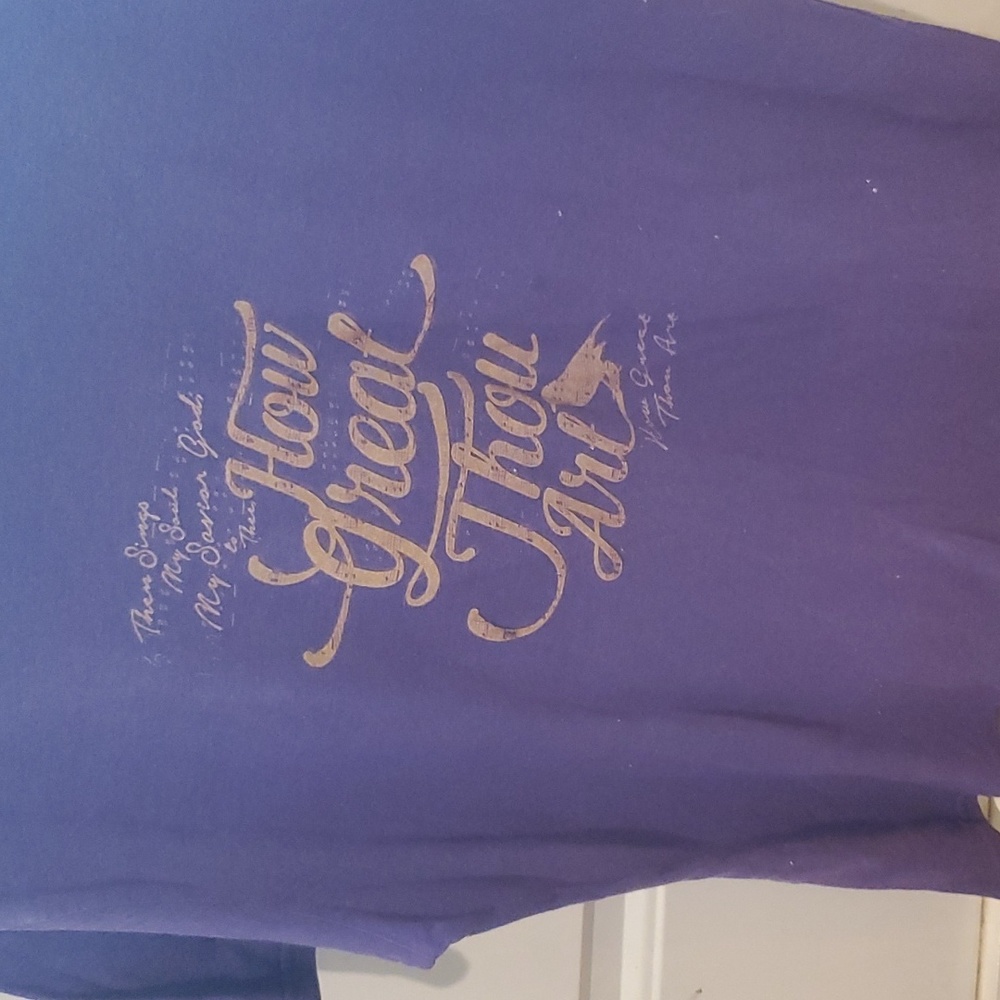 Then Sings
My Soul
My Savior God;
to
Thee
How
Great
Thou
Art
How Great
Thou Art